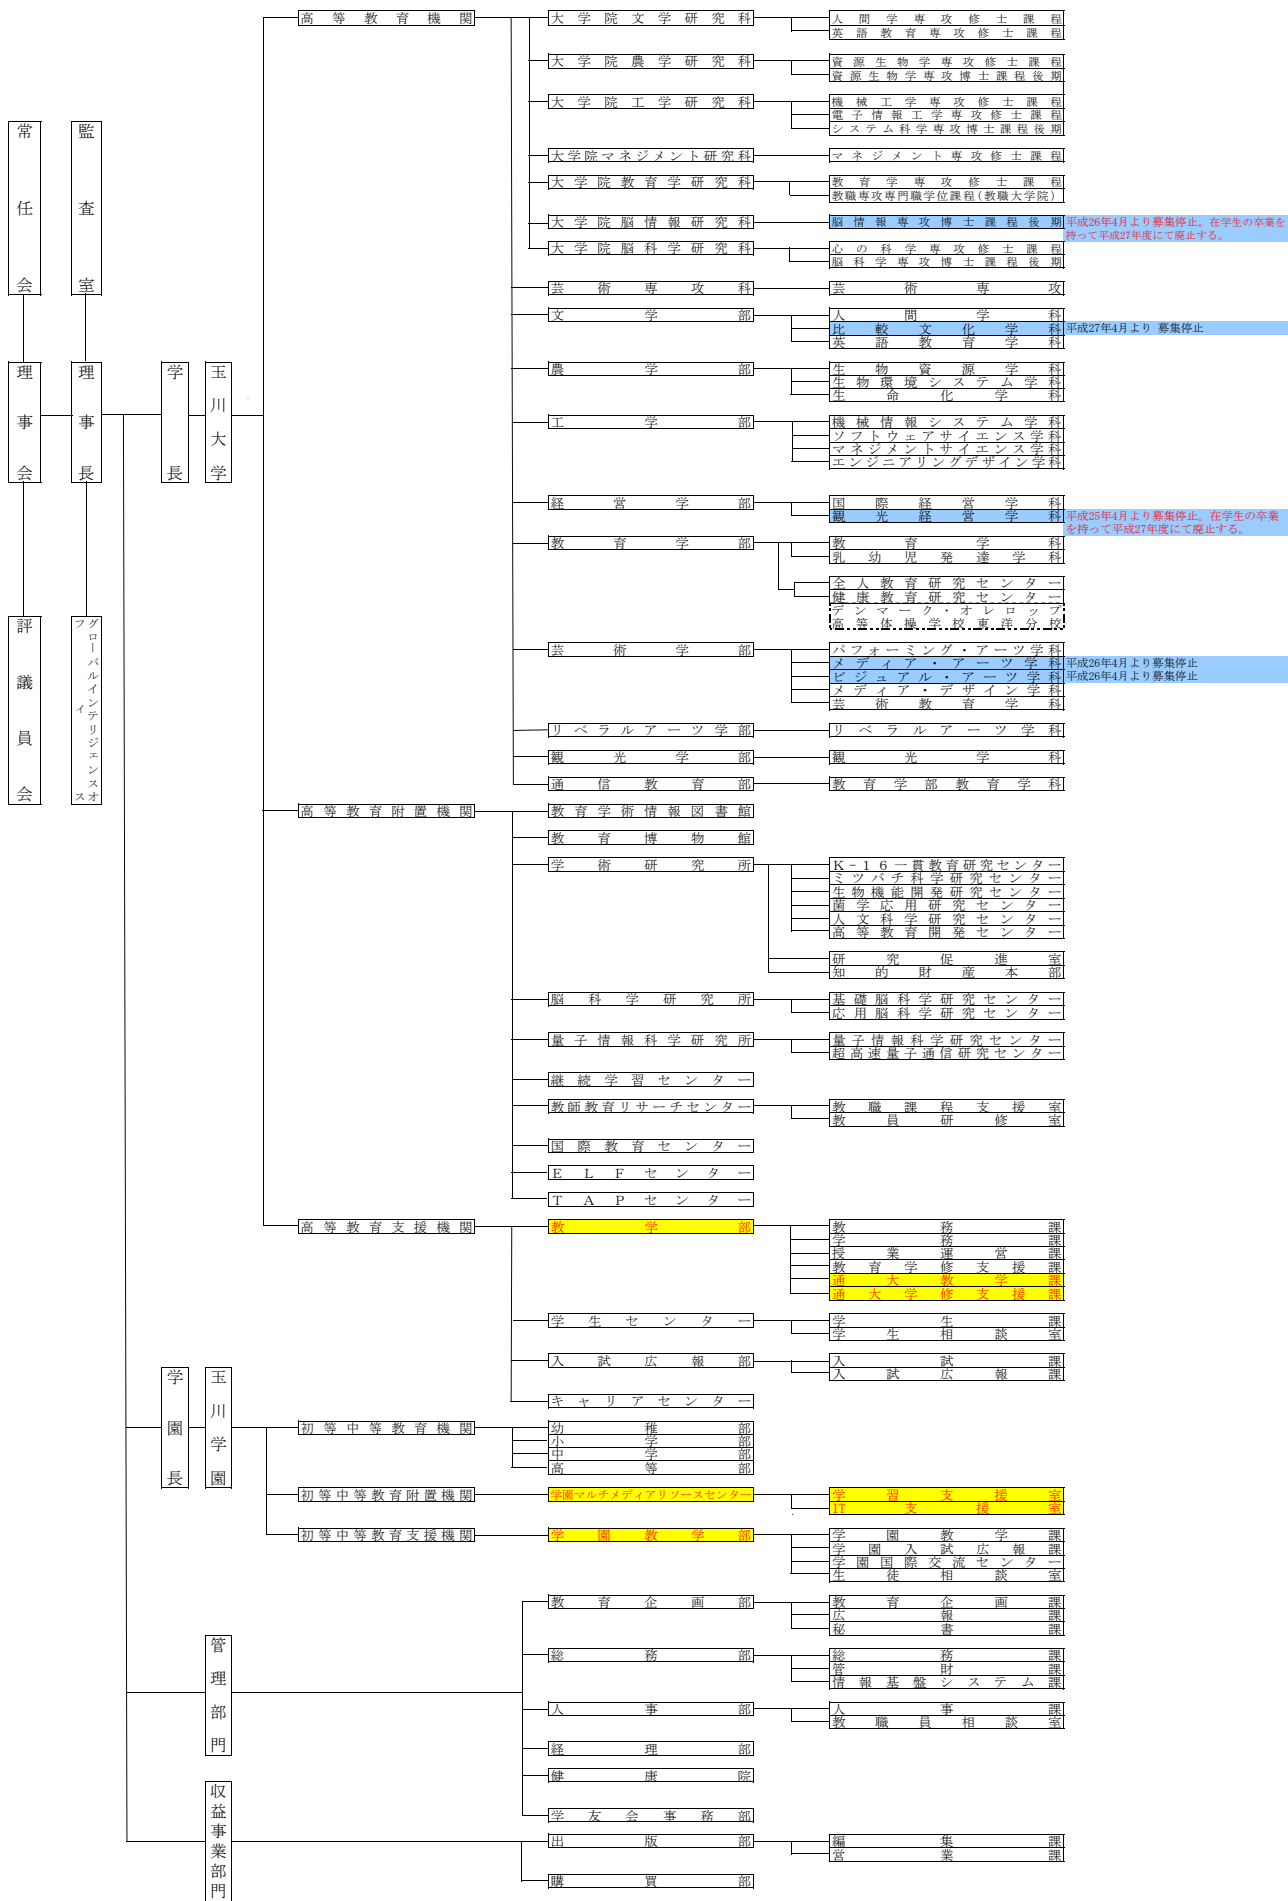 常任会
監査室
理事会
理事長
評議員会
グローバルインテリジェンスオフィス
学長
玉川大学
高等教育機関
大学院文学研究科
人間学専攻修士課程
英語教育専攻修士課程
大学院農学研究科
資源生物学専攻修士課程
資源生物学専攻博士課程後期
大学院工学研究科
機械工学専攻修士課程
電子情報工学専攻修士課程
システム科学専攻博士課程後期
大学院マネジメント研究科
マネジメント専攻修士課程
大学院教育学研究科
教育学専攻修士課程
教職専攻専門職学位課程(教職大学院)
大学院脳情報研究科
脳情報専攻博士課程後期
平成26年4月より募集停止。在学生の卒業を
持って平成27年度にて廃止する。
大学院脳科学研究科
心の科学専攻修士課程
脳科学専攻博士課程後期
芸術専攻科
芸術専攻
文学部
人間学科
比較文化学科
平成27年4月より 募集停止
英語教育学科
農学部
生物資源学科
生物環境システム学科
生命化学科
工学部
機械情報システム学科
ソフトウェアサイエンス学科
マネジメントサイエンス学科
エンジニアリングデザイン学科
経営学部
国際経営学科
観光経営学科
平成25年4月より募集停止。在学生の卒業
を持って平成27年度にて廃止する。
教育学部
教育学科
乳幼児発達学科
全人教育研究センター
健康教育研究センター
デンマーク・オレロップ
高等体操学校東洋分校
芸術学部
パフォーミング・アーツ学科
メディア・アーツ学科
平成26年4月より募集停止
ビジュアル・アーツ学科
平成26年4月より募集停止
メディア・デザイン学科
芸術教育学科
リベラルアーツ学部
リベラルアーツ学科
観光学部
観光学科
通信教育部
教育学部教育学科
高等教育附置機関
教育学術情報図書館
教育博物館
学術研究所
K-16一貫教育研究センター
ミツバチ科学研究センター
生物機能開発研究センター
菌学応用研究センター
人文科学研究センター
高等教育開発センター
研究促進室
知的財産本部
脳科学研究所
基礎脳科学研究センター
応用脳科学研究センター
量子情報科学研究所
量子情報科学研究センター
超高速量子通信研究センター
継続学習センター
教師教育リサーチセンター
教職課程支援室
教員研修室
国際教育センター
ELFセンター
TAPセンター
高等教育支援機関
教学部
教務課
学務課
授業運営課
教育学修支援課
通大教学課
通大学修支援課
学生センター
学生課
学生相談室
入試広報部
入試課
入試広報課
キャリアセンター
学園長
玉川学園
初等中等教育機関
幼稚部
小学部
中学部
高等部
初等中等教育附置機関
学園マルチメディアリソースセンター
学習支援室
IT支援室
初等中等教育支援機関
学園教学部
学園教学課
学園入試広報課
学園国際交流センター
生徒相談室
管理部門
教育企画部
教育企画課
広報課
秘書課
総務部
総務課
管財課
情報基盤システム課
人事部
人事課
教職員相談室
経理部
健康院
学友会事務部
収益事業部門
出版部
編集課
営業課
購買部